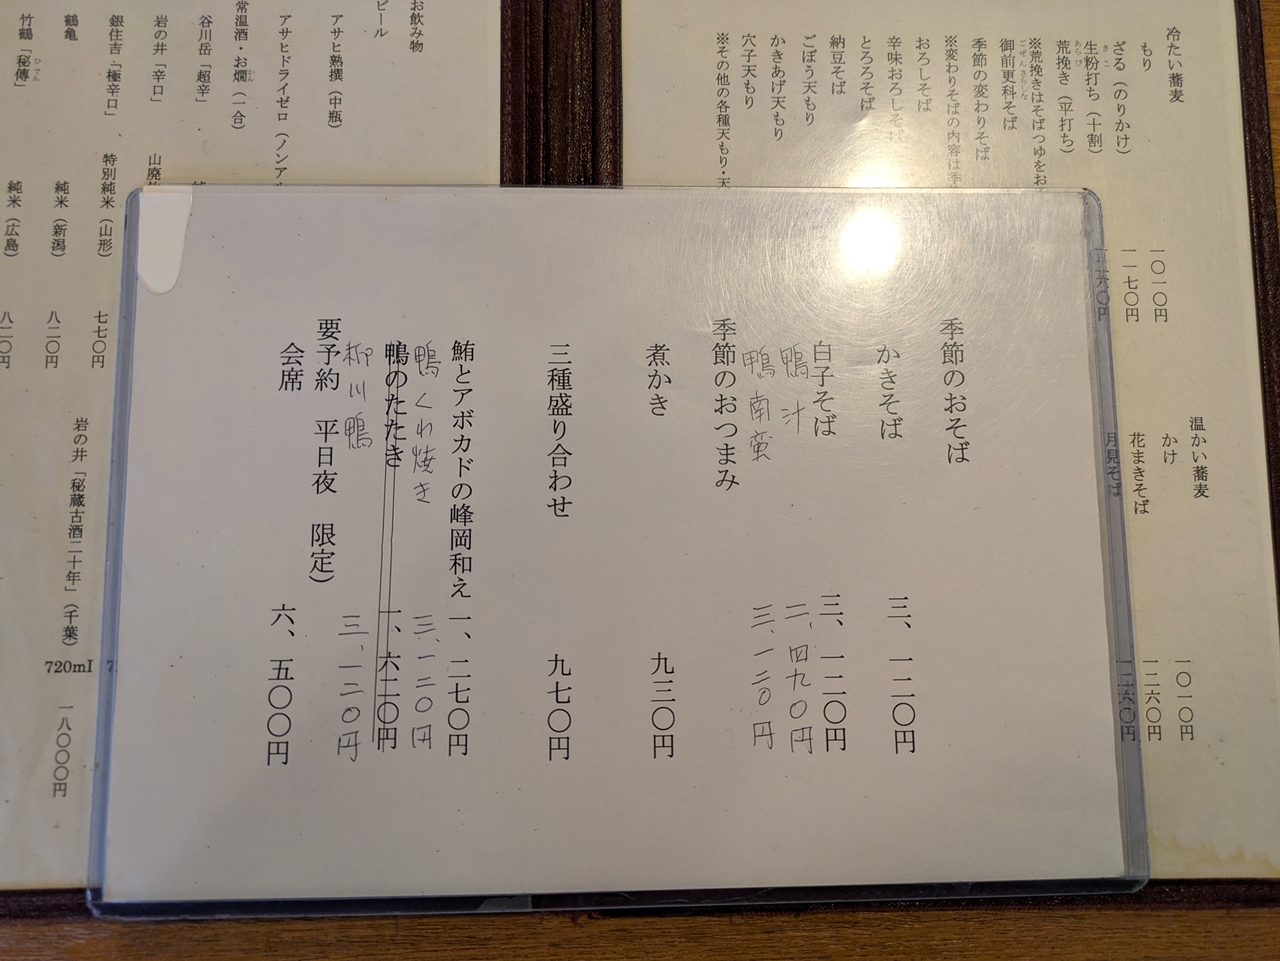 冷たい蕎麦
もり 一〇一〇円
ざる（のりかけ） 一一七〇円
生粉打ち（十割） 一二六〇円
荒挽き（平打ち）
※荒挽きはそばつゆをお
御前更科そば
季節の変わりそば
※変わりそばの内容は季
おろしそば
辛味おろしそば
とろろそば
納豆そば
ごぼう天もり
かきあげ天もり
穴子天もり
※その他の各種天もり・天
温かい蕎麦
かけ 一〇一〇円
花まきそば 一二六〇円
月見そば 一二六〇円
お飲み物
ビール
アサヒ熟撰（中瓶）
アサヒドライゼロ（ノンアル
常温酒・お燗（一合）
谷川岳「超辛」
岩の井「辛口」 山廃
銀住吉「極辛口」、特別純米（山形） 七七〇円
鶴亀 純米（新潟） 八二〇円
竹鶴「秘傳」 純米（広島） 八二〇円
岩の井「秘蔵古酒二十年」（千葉）
720ml 一八〇〇〇円
季節のおそば
かきそば 三、一二〇円
白子そば 三、一二〇円
鴨汁 二、四九〇円
鴨南蛮 三、一二〇円
季節のおつまみ
煮かき 九三〇円
三種盛り合わせ 九七〇円
鮪とアボカドの峰岡和え 一、二七〇円
鴨くわ焼き 三、一二〇円
鴨のたたき 一、六二〇円
柳川鴨 三、一二〇円
要予約 平日夜 限定）
会席 六、五〇〇円